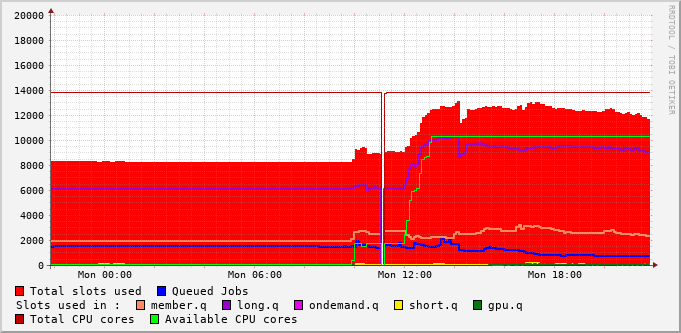 20000
18000
16000
14000
12000
10000
8000
6000
4000
2000
0
Mon 00:00 Mon 06:00 Mon 12:00 Mon 18:00
Total slots used Queued Jobs
Slots used in : member.q long.q ondemand.q short.q gpu.q
Total CPU cores Available CPU cores
RRDTOOL / TOBI OETIKER